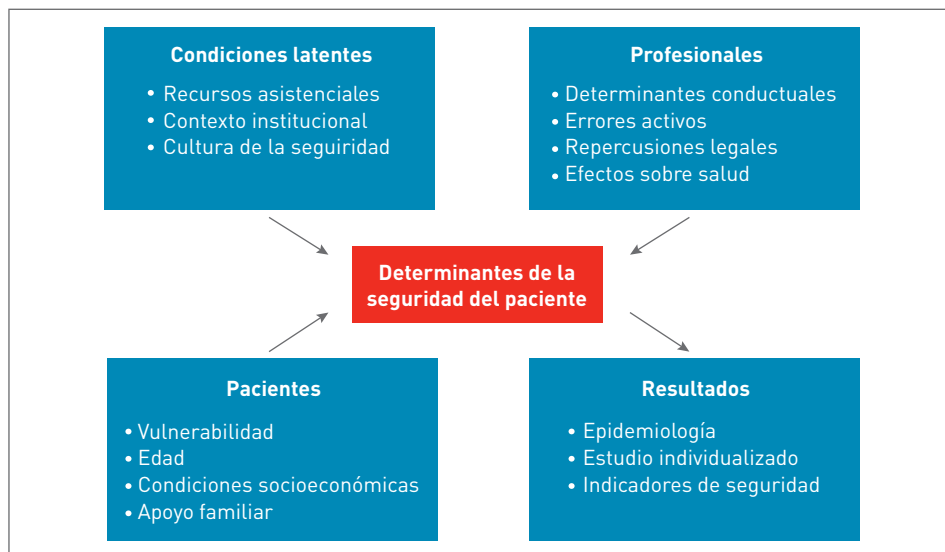 Condiciones latentes
• Recursos asistenciales
• Contexto institucional
• Cultura de la seguiridad
Profesionales
• Determinantes conductuales
• Errores activos
• Repercusiones legales
• Efectos sobre salud
Determinantes de la
seguridad del paciente
Pacientes
• Vulnerabilidad
• Edad
• Condiciones socioeconómicas
• Apoyo familiar
Resultados
• Epidemiología
• Estudio individualizado
• Indicadores de seguridad